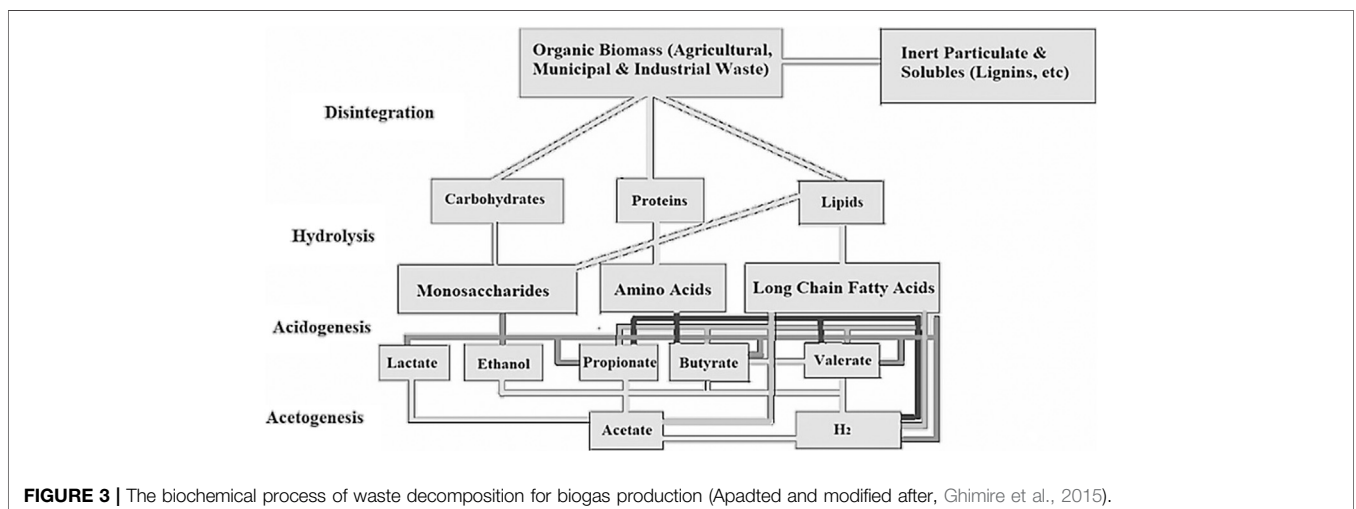 Organic Biomass (Agricultural,
Municipal & Industrial Waste)
Inert Particulate &
Solubles (Lignins, etc)
Disintegration
Carbohydrates
Proteins
Lipids
Hydrolysis
Monosaccharides
Amino Acids
Long Chain Fatty Acids
Acidogenesis
Lactate
Ethanol
Propionate
Butyrate
Valerate
Acetogenesis
Acetate
H2
FIGURE 3 | The biochemical process of waste decomposition for biogas production (Apadted and modified after, Ghimire et al., 2015).